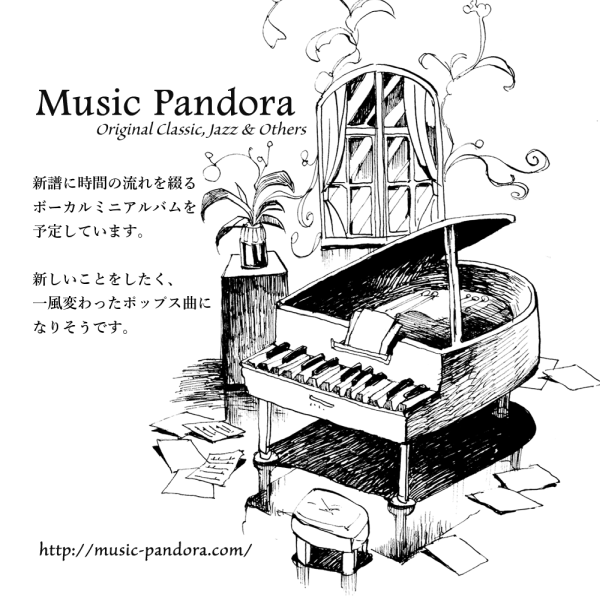 Music Pandora
Original Classic, Jazz & Others
新譜に時間の流れを綴る
ボーカルミニアルバムを
予定しています。
新しいことをしたく、
一風変わったポップス曲に
なりそうです。
http://music-pandora.com/